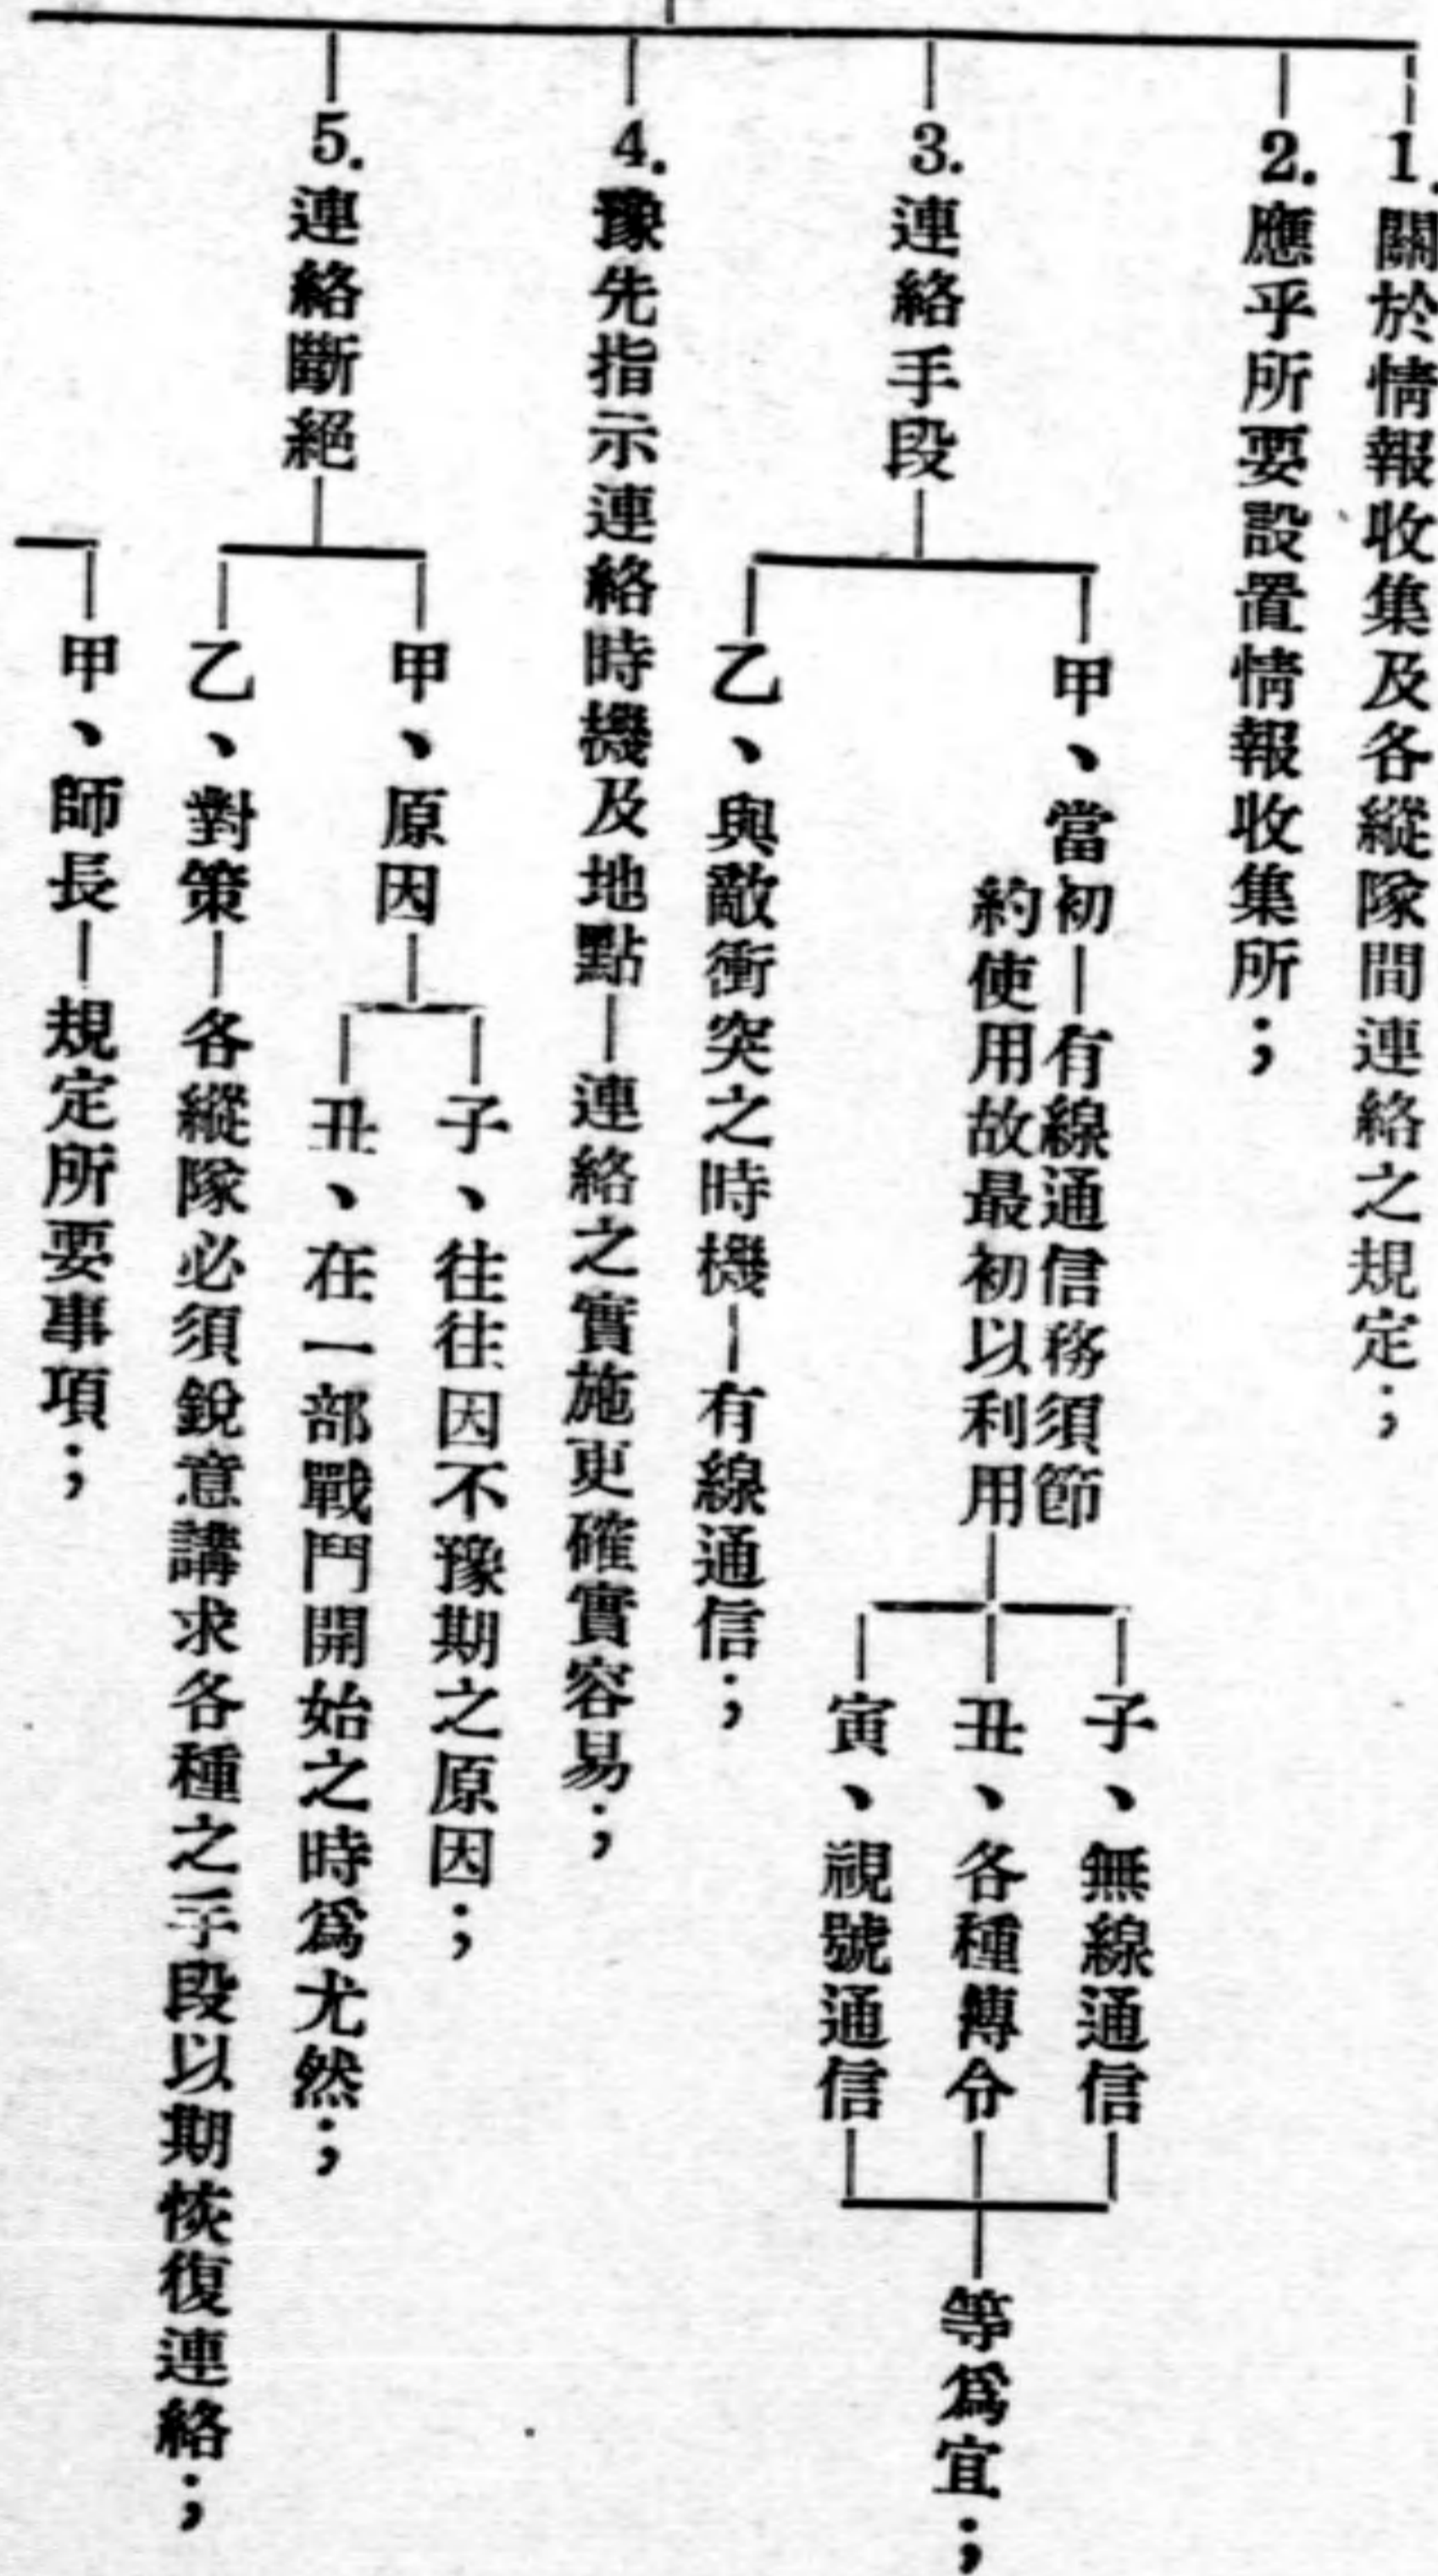 1.關於情報收集及各縱隊間連絡之規定；
2.應乎所要設置情報收集所；
3.連絡手段
甲、當初—有線通信務須節
約使用故最初以利用
子、無線通信
丑、各種傳令
寅、視號通信
等爲宜；
乙、與敵衝突之時機—有線通信；
4.豫先指示連絡時機及地點—連絡之實施更確實容易；
5.連絡斷絕
甲、原因
子、往往因不豫期之原因；
丑、在一部戰鬥開始之時爲尤然；
乙、對策—各縱隊必須銳意講求各種之手段以期恢復連絡；
甲、師長—規定所要事項；